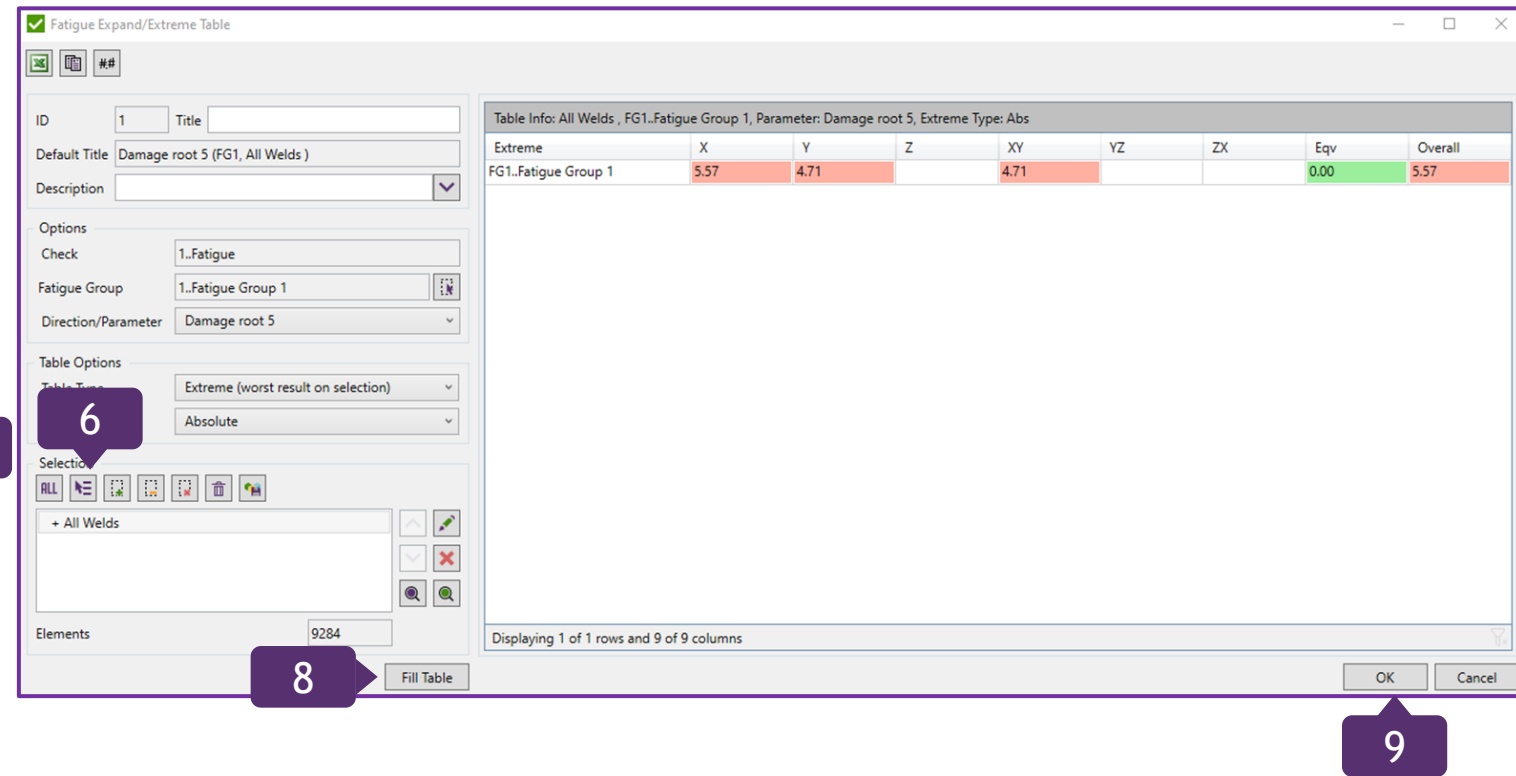 Fatigue Expand/Extreme Table
#.#
ID 1 Title
Default Title Damage root 5 (FG1, All Welds )
Description
Options
Check 1..Fatigue
Fatigue Group 1..Fatigue Group 1
Direction/Parameter Damage root 5
Table Options
Table Type Extreme (worst result on selection)
6
Absolute
Selection
ALL
+ All Welds
Elements 9284
8
Fill Table
Table Info: All Welds , FG1..Fatigue Group 1, Parameter: Damage root 5, Extreme Type: Abs
Extreme X Y Z XY YZ ZX Eqv Overall
FG1..Fatigue Group 1 5.57 4.71 4.71 0.00 5.57
Displaying 1 of 1 rows and 9 of 9 columns
OK Cancel
9